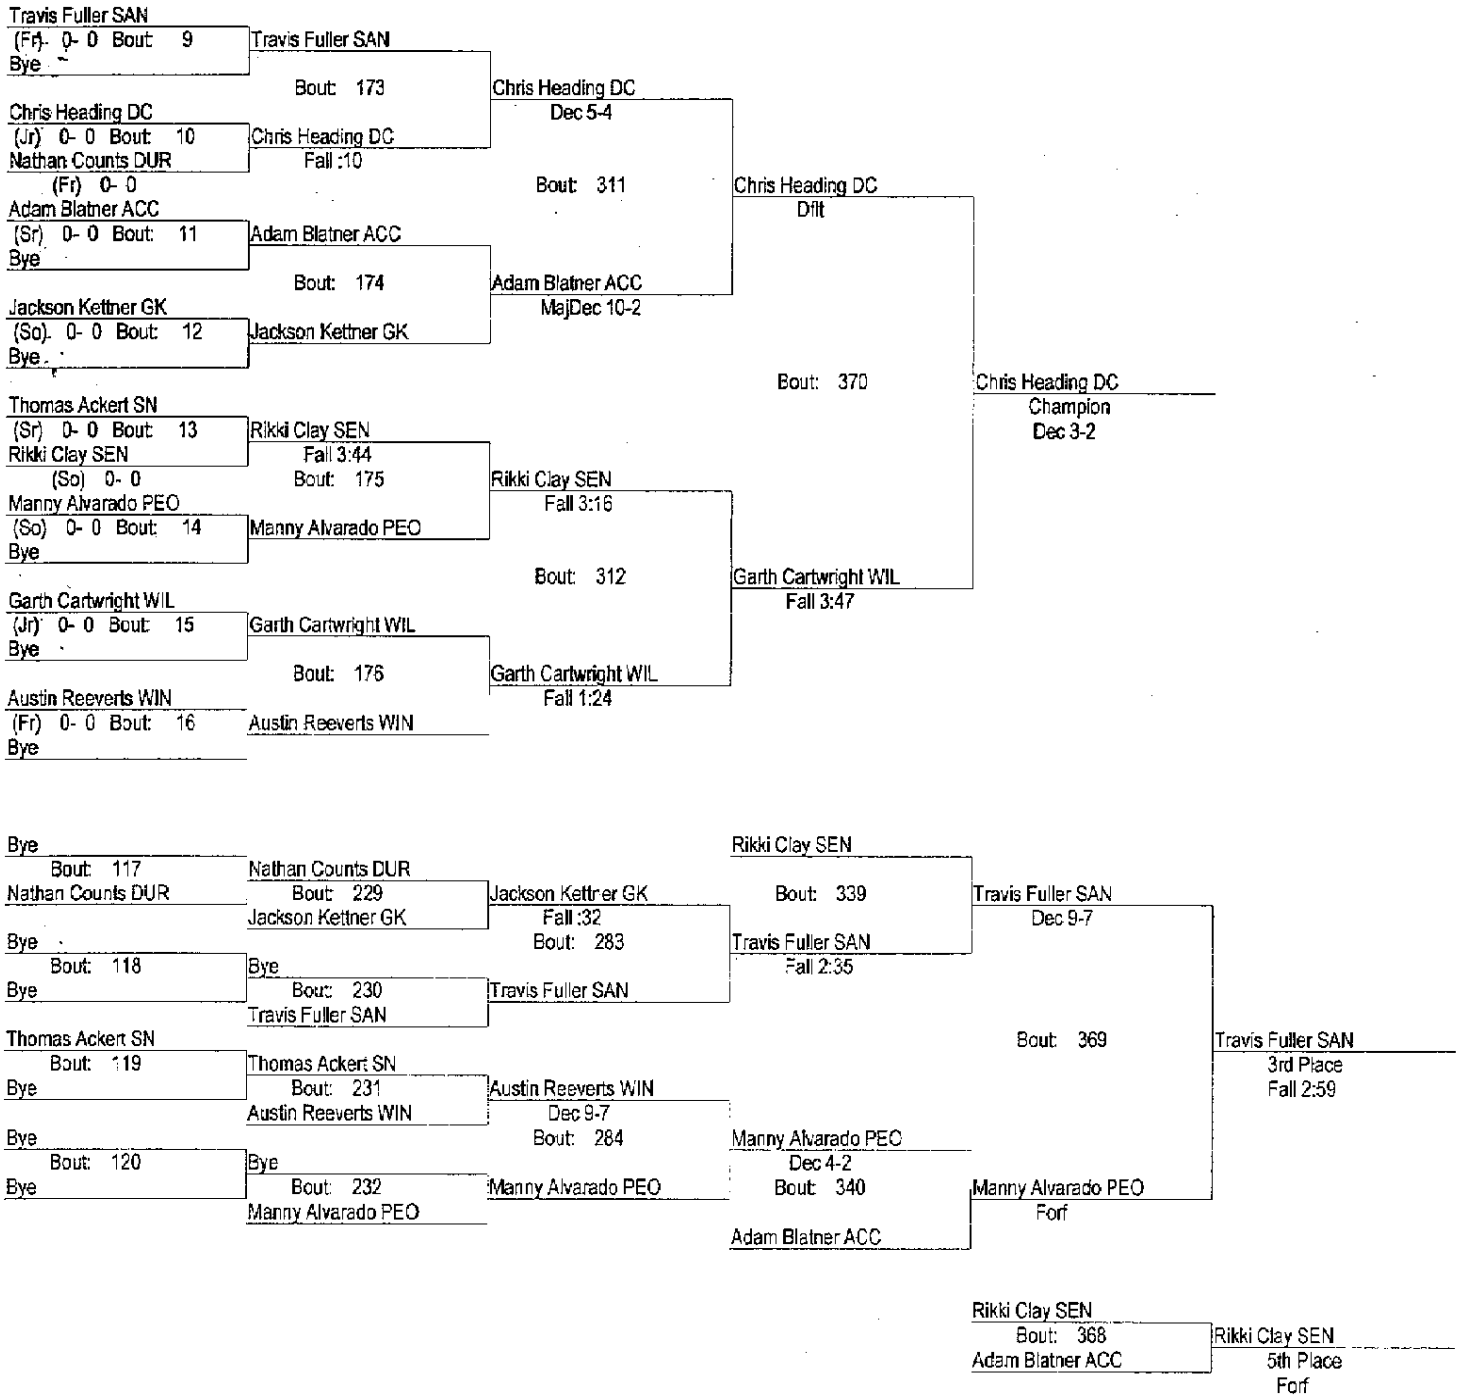 Travis Fuller SAN
(Fr) 0- 0 Bout: 9
Bye
Travis Fuller SAN
Bout: 173
Chris Heading DC
(Jr) 0- 0 Bout: 10
Nathan Counts DUR
(Fr) 0- 0
Chris Heading DC
Fall :10
Chris Heading DC
Dec 5-4
Bout: 311
Adam Blatner ACC
(Sr) 0- 0 Bout: 11
Bye
Adam Blatner ACC
Bout: 174
Jackson Kettner GK
(So) 0- 0 Bout: 12
Bye
Jackson Kettner GK
Adam Blatner ACC
MajDec 10-2
Chris Heading DC
Dflt
Bout: 370
Thomas Ackert SN
(Sr) 0- 0 Bout: 13
Rikki Clay SEN
(So) 0- 0
Rikki Clay SEN
Fall 3:44
Bout: 175
Manny Alvarado PEO
(So) 0- 0 Bout: 14
Bye
Manny Alvarado PEO
Rikki Clay SEN
Fall 3:16
Bout: 312
Garth Cartwright WIL
(Jr) 0- 0 Bout: 15
Bye
Garth Cartwright WIL
Bout: 176
Austin Reeverts WIN
(Fr) 0- 0 Bout: 16
Bye
Austin Reeverts WIN
Garth Cartwright WIL
Fall 1:24
Garth Cartwright WIL
Fall 3:47
Chris Heading DC
Champion
Dec 3-2
Bye
Bout: 117
Nathan Counts DUR
Nathan Counts DUR
Bout: 229
Jackson Kettner GK
Jackson Kettner GK
Fall :32
Bout: 283
Bye
Bout: 118
Bye
Bye
Bout: 230
Travis Fuller SAN
Travis Fuller SAN
Rikki Clay SEN
Bout: 339
Travis Fuller SAN
Fall 2:35
Travis Fuller SAN
Dec 9-7
Bout: 369
Thomas Ackert SN
Bout: 119
Bye
Thomas Ackert SN
Bout: 231
Austin Reeverts WIN
Austin Reeverts WIN
Dec 9-7
Bout: 284
Bye
Bout: 120
Bye
Bye
Bout: 232
Manny Alvarado PEO
Manny Alvarado PEO
Manny Alvarado PEO
Dec 4-2
Bout: 340
Adam Blatner ACC
Manny Alvarado PEO
Forf
Travis Fuller SAN
3rd Place
Fall 2:59
Rikki Clay SEN
Bout: 368
Adam Blatner ACC
Rikki Clay SEN
5th Place
Forf